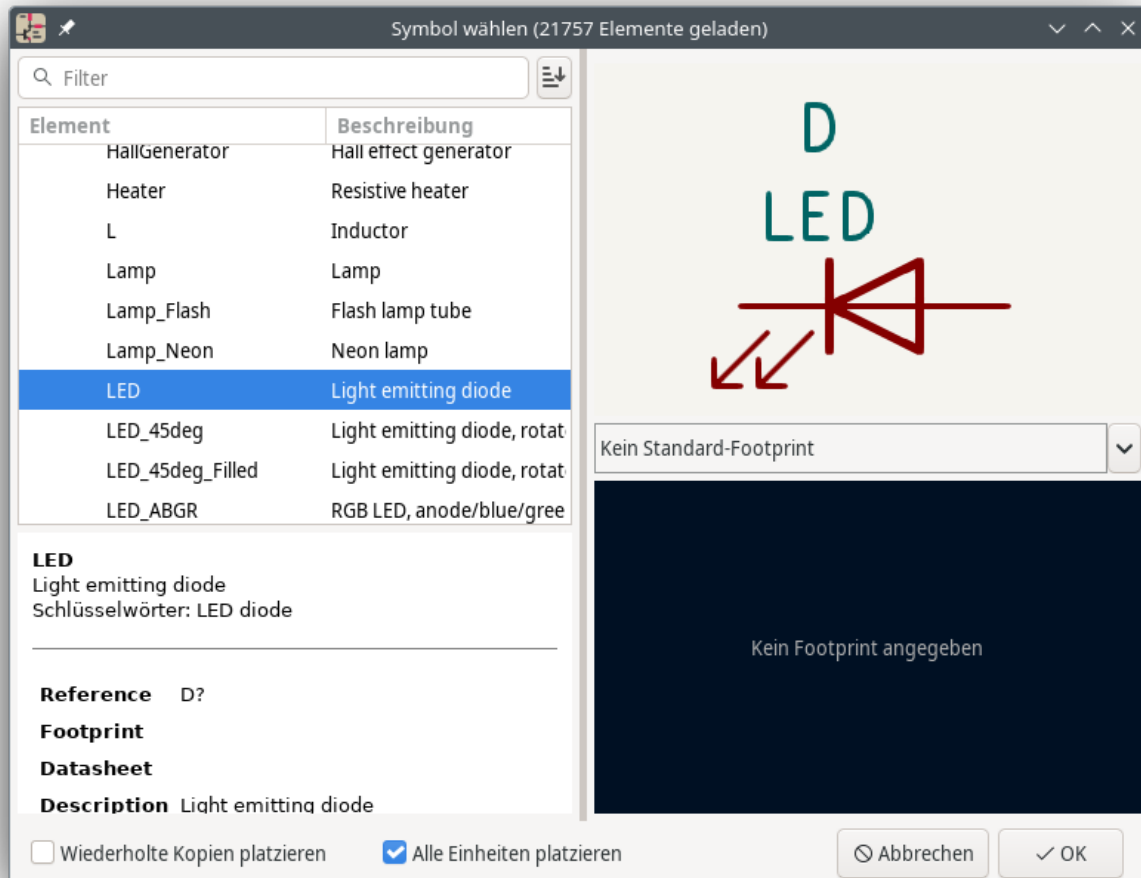 Symbol wählen (21757 Elemente geladen)
Filter
Element Beschreibung
HallGenerator Hall effect generator
Heater Resistive heater
L Inductor
Lamp Lamp
Lamp_Flash Flash lamp tube
Lamp_Neon Neon lamp
LED Light emitting diode
LED_45deg Light emitting diode, rotat
LED_45deg_Filled Light emitting diode, rotat
LED_ABGR RGB LED, anode/blue/gree
LED
Light emitting diode
Schlüsselwörter: LED diode
Reference D?
Footprint
Datasheet
Description Light emitting diode
D
LED
Kein Standard-Footprint
Kein Footprint angegeben
Wiederholte Kopien platzieren
Alle Einheiten platzieren
Abbrechen
OK